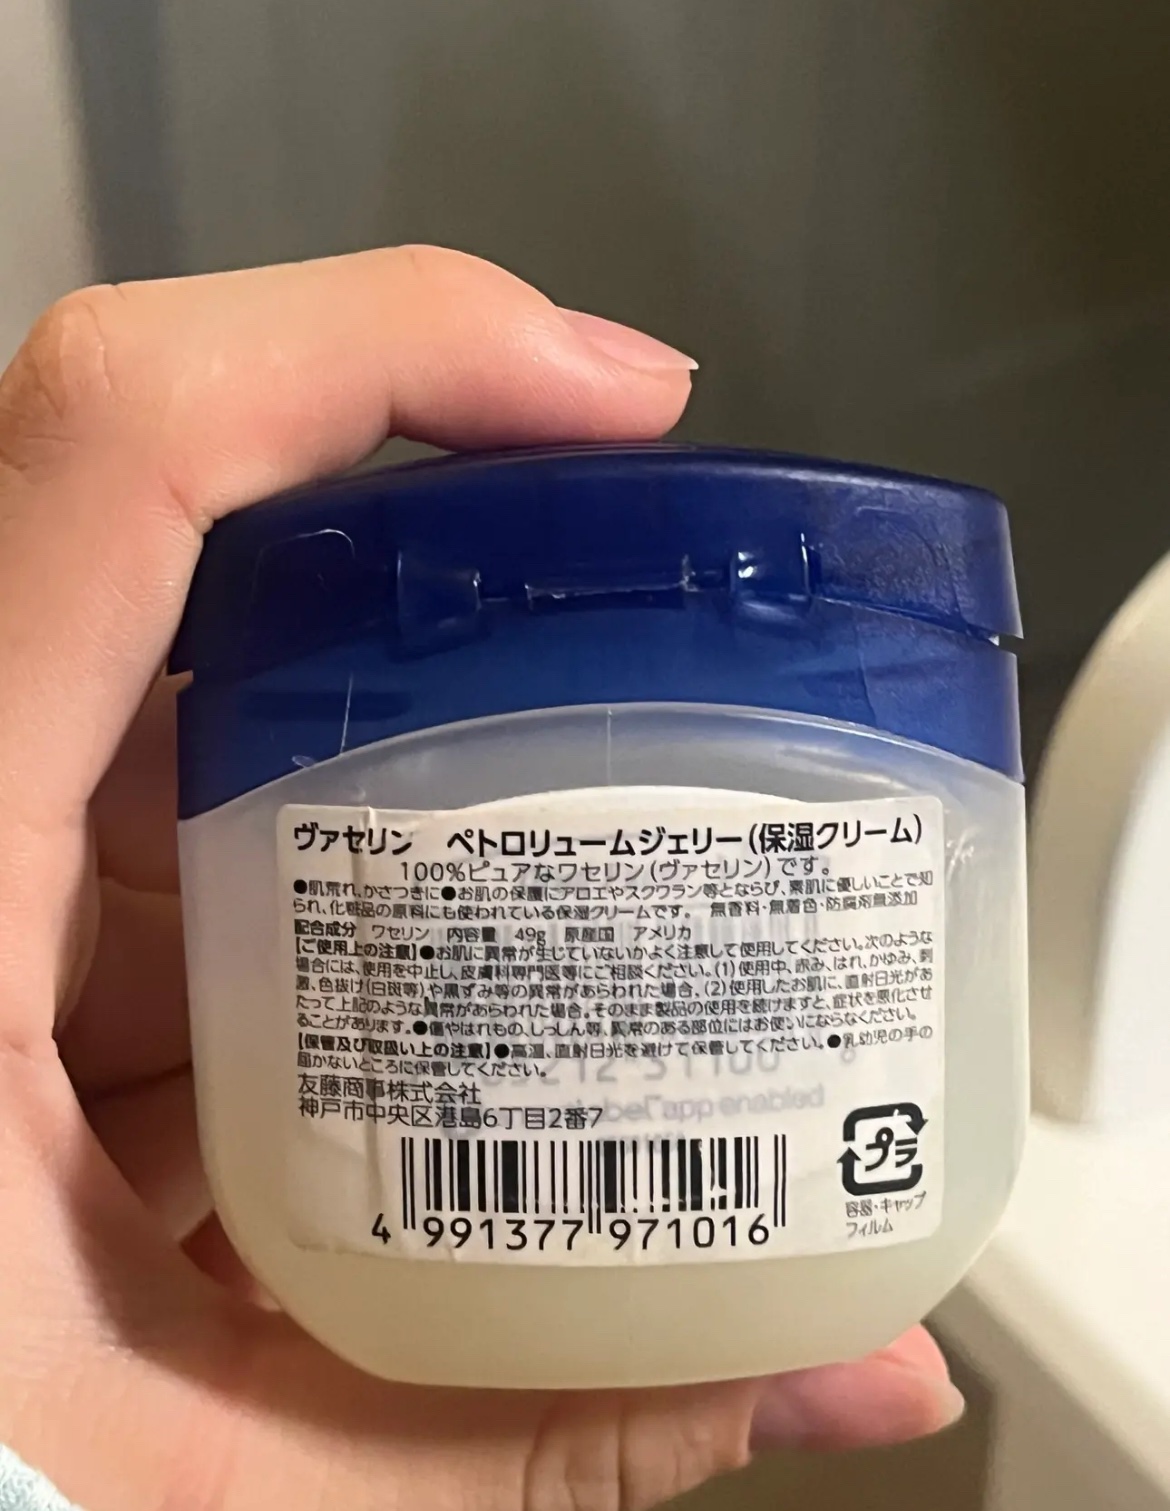 ヴァセリン　ペトロリュームジェリー(保湿クリーム)
100%ピュアなワセリン(ヴァセリン)です。
●肌荒れ、かさつきに●お肌の保護にアロエやスクワラン等とならび、素肌に優しいことで知
られ、化粧品の原料にも使われている保湿クリームです。　無香料・無着色・防腐剤無添加
配合成分　ワセリン　内容量　49g　原産国　アメリカ
【ご使用上の注意】●お肌に異常が生じていないかよく注意して使用してください。次のような
場合には、使用を中止し、皮膚科専門医等にご相談ください。(1)使用中、赤み、はれ、かゆみ、刺
激、色抜け(白斑等)や黒ずみ等の異常があらわれた場合、(2)使用したお肌に、直射日光があ
たって上記のような異常があらわれた場合。そのまま製品の使用を続けますと、症状を悪化させ
ることがあります。●傷やはれもの、しっしん等、異常のある部位にはお使いにならなください。
【保管及び取扱い上の注意】●高温、直射日光を避けて保管してください。●乳幼児の手の
届かないところに保管してください。
友藤商事株式会社
神戸市中央区港島6丁目2番7
app enabled
4 991377 971016
プラ
容器・キャップ
フィルム